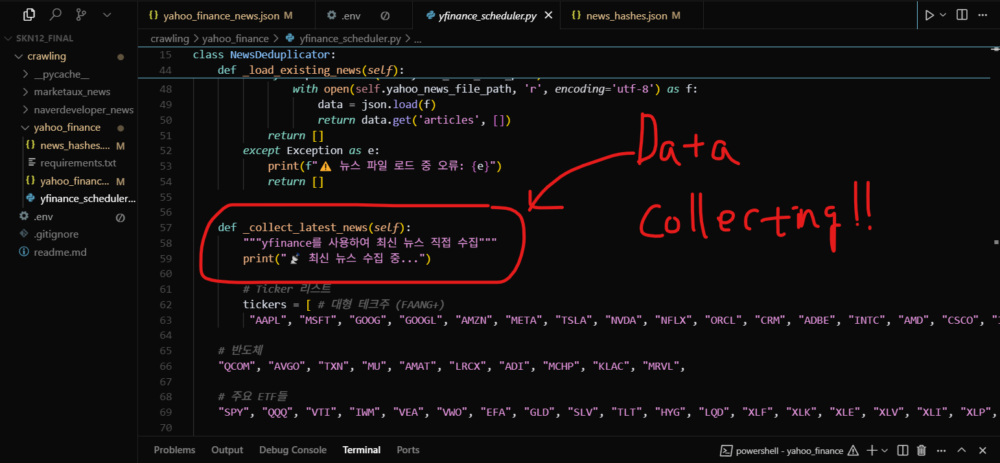 yahoo_finance_news.json M
.env
yfinance_scheduler.py
news_hashes.json M
SKN12_FINAL
crawling
__pycache__
marketaux_news
naverdeveloper_news
yahoo_finance
news_hashes.... M
requirements.txt
yahoo_financ... M
yfinance_scheduler...
.env
.gitignore
readme.md
crawling > yahoo_finance > yfinance_scheduler.py > ...
15 class NewsDeduplicator:
44 def _load_existing_news(self):
48 with open(self.yahoo_news_file_path, 'r', encoding='utf-8') as f:
49 data = json.load(f)
50 return data.get('articles', [])
51 return []
52 except Exception as e:
53 print(f"⚠️ 뉴스 파일 로드 중 오류: {e}")
54 return []
55
56
57 def _collect_latest_news(self):
58 """yfinance를 사용하여 최신 뉴스 직접 수집"""
59 print("📡 최신 뉴스 수집 중...")
60
61 # Ticker 리스트
62 tickers = [ # 대형 테크주 (FAANG+)
63 "AAPL", "MSFT", "GOOG", "GOOGL", "AMZN", "META", "TSLA", "NVDA", "NFLX", "ORCL", "CRM", "ADBE", "INTC", "AMD", "CSCO",
64
65 # 반도체
66 "QCOM", "AVGO", "TXN", "MU", "AMAT", "LRCX", "ADI", "MCHP", "KLAC", "MRVL",
67
68 # 주요 ETF들
69 "SPY", "QQQ", "VTI", "IWM", "VEA", "VWO", "EFA", "GLD", "SLV", "TLT", "HYG", "LQD", "XLF", "XLK", "XLE", "XLV", "XLI", "XLP",
70
Data
Collecting!!
Problems Output Debug Console Terminal Ports
powershell - yahoo_finance